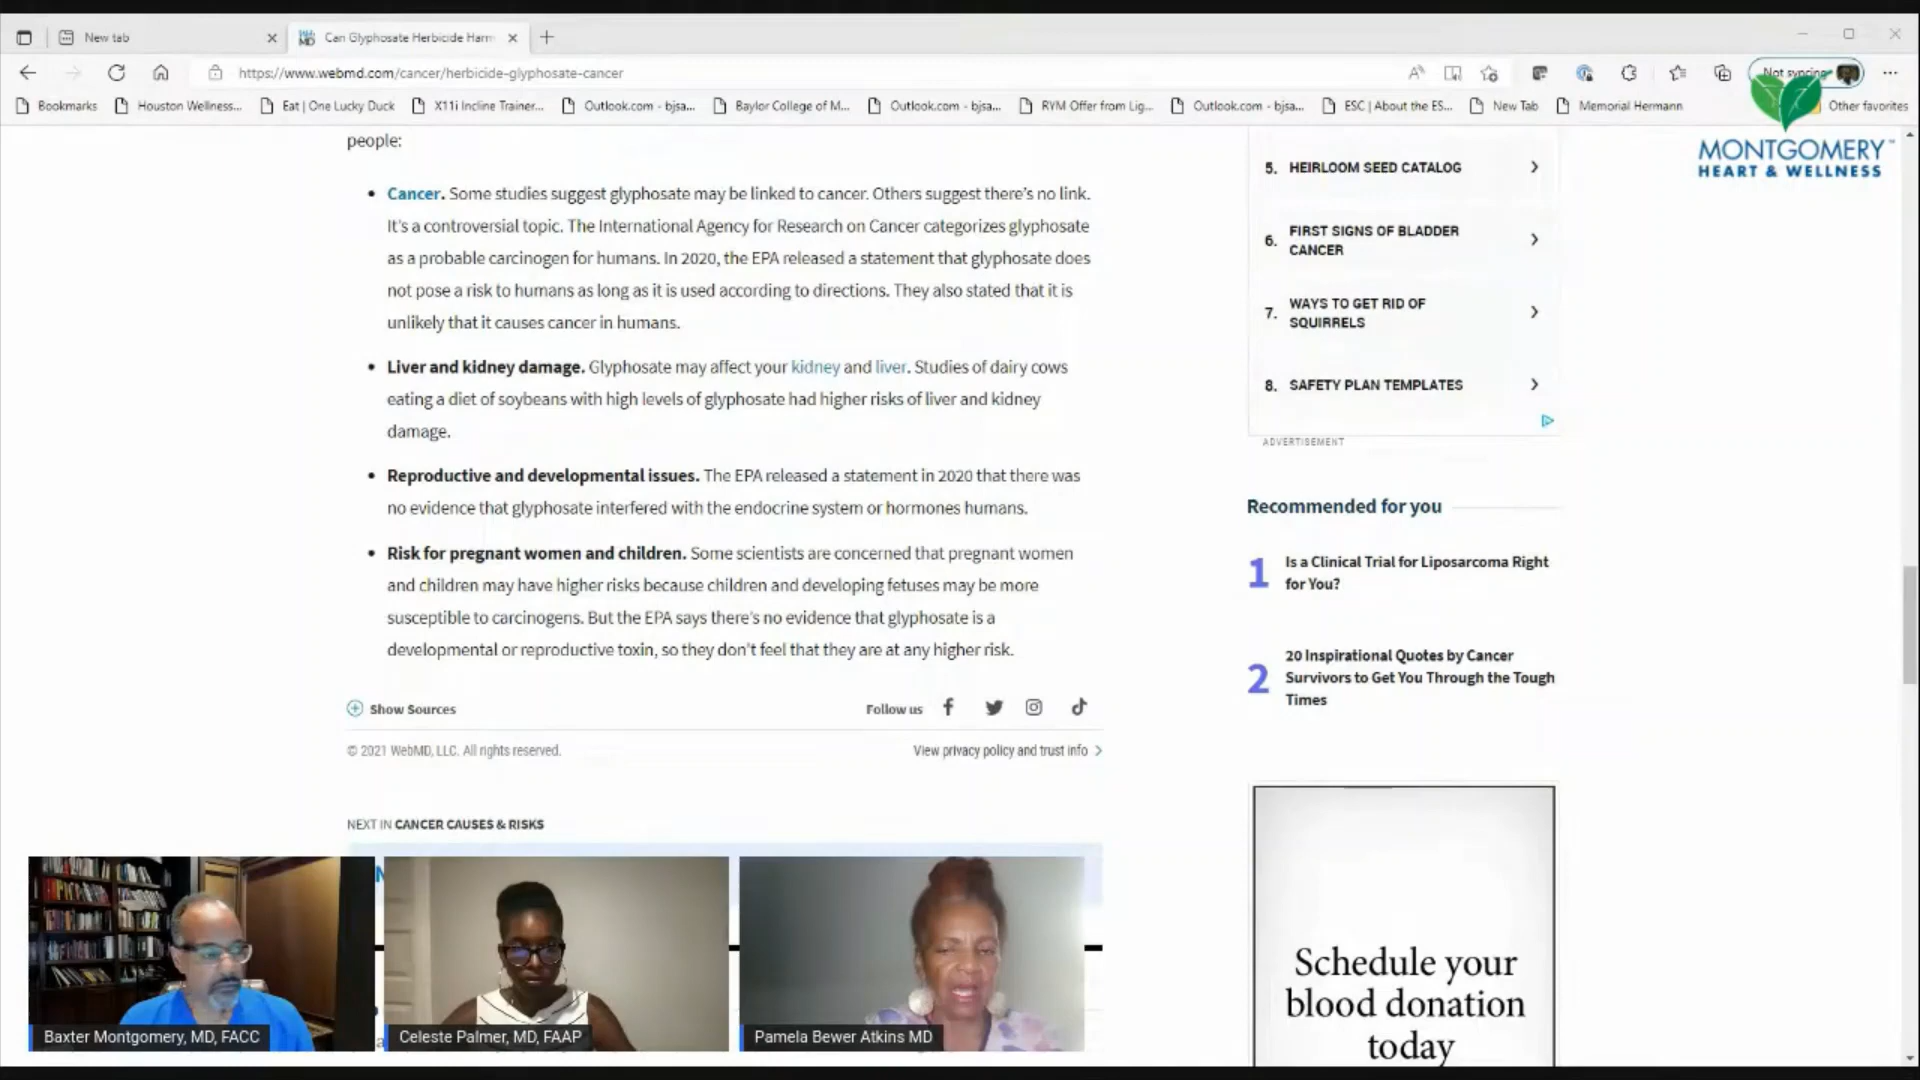 New tab
Can Glyphosate Herbicide Harm
https://www.webmd.com/cancer/herbicide-glyphosate-cancer
Not syncing
Bookmarks
Houston Wellness...
Eat | One Lucky Duck
X11i Incline Trainer...
Outlook.com - bjsa...
Baylor College of M...
Outlook.com - bjsa...
RYM Offer from Lig...
Outlook.com - bjsa...
ESC | About the ES...
New Tab
Memorial Hermann
Other favorites
MONTGOMERY™
HEART & WELLNESS
people:
• Cancer. Some studies suggest glyphosate may be linked to cancer. Others suggest there's no link.
It's a controversial topic. The International Agency for Research on Cancer categorizes glyphosate
as a probable carcinogen for humans. In 2020, the EPA released a statement that glyphosate does
not pose a risk to humans as long as it is used according to directions. They also stated that it is
unlikely that it causes cancer in humans.
• Liver and kidney damage. Glyphosate may affect your kidney and liver. Studies of dairy cows
eating a diet of soybeans with high levels of glyphosate had higher risks of liver and kidney
damage.
• Reproductive and developmental issues. The EPA released a statement in 2020 that there was
no evidence that glyphosate interfered with the endocrine system or hormones humans.
• Risk for pregnant women and children. Some scientists are concerned that pregnant women
and children may have higher risks because children and developing fetuses may be more
susceptible to carcinogens. But the EPA says there's no evidence that glyphosate is a
developmental or reproductive toxin, so they don't feel that they are at any higher risk.
Show Sources
Follow us
© 2021 WebMD, LLC. All rights reserved.
View privacy policy and trust info
NEXT IN CANCER CAUSES & RISKS
5. HEIRLOOM SEED CATALOG
6. FIRST SIGNS OF BLADDER
CANCER
7. WAYS TO GET RID OF
SQUIRRELS
8. SAFETY PLAN TEMPLATES
ADVERTISEMENT
Recommended for you
1 Is a Clinical Trial for Liposarcoma Right
for You?
2 20 Inspirational Quotes by Cancer
Survivors to Get You Through the Tough
Times
Schedule your
blood donation
today
Baxter Montgomery, MD, FACC
Celeste Palmer, MD, FAAP
Pamela Bewer Atkins MD